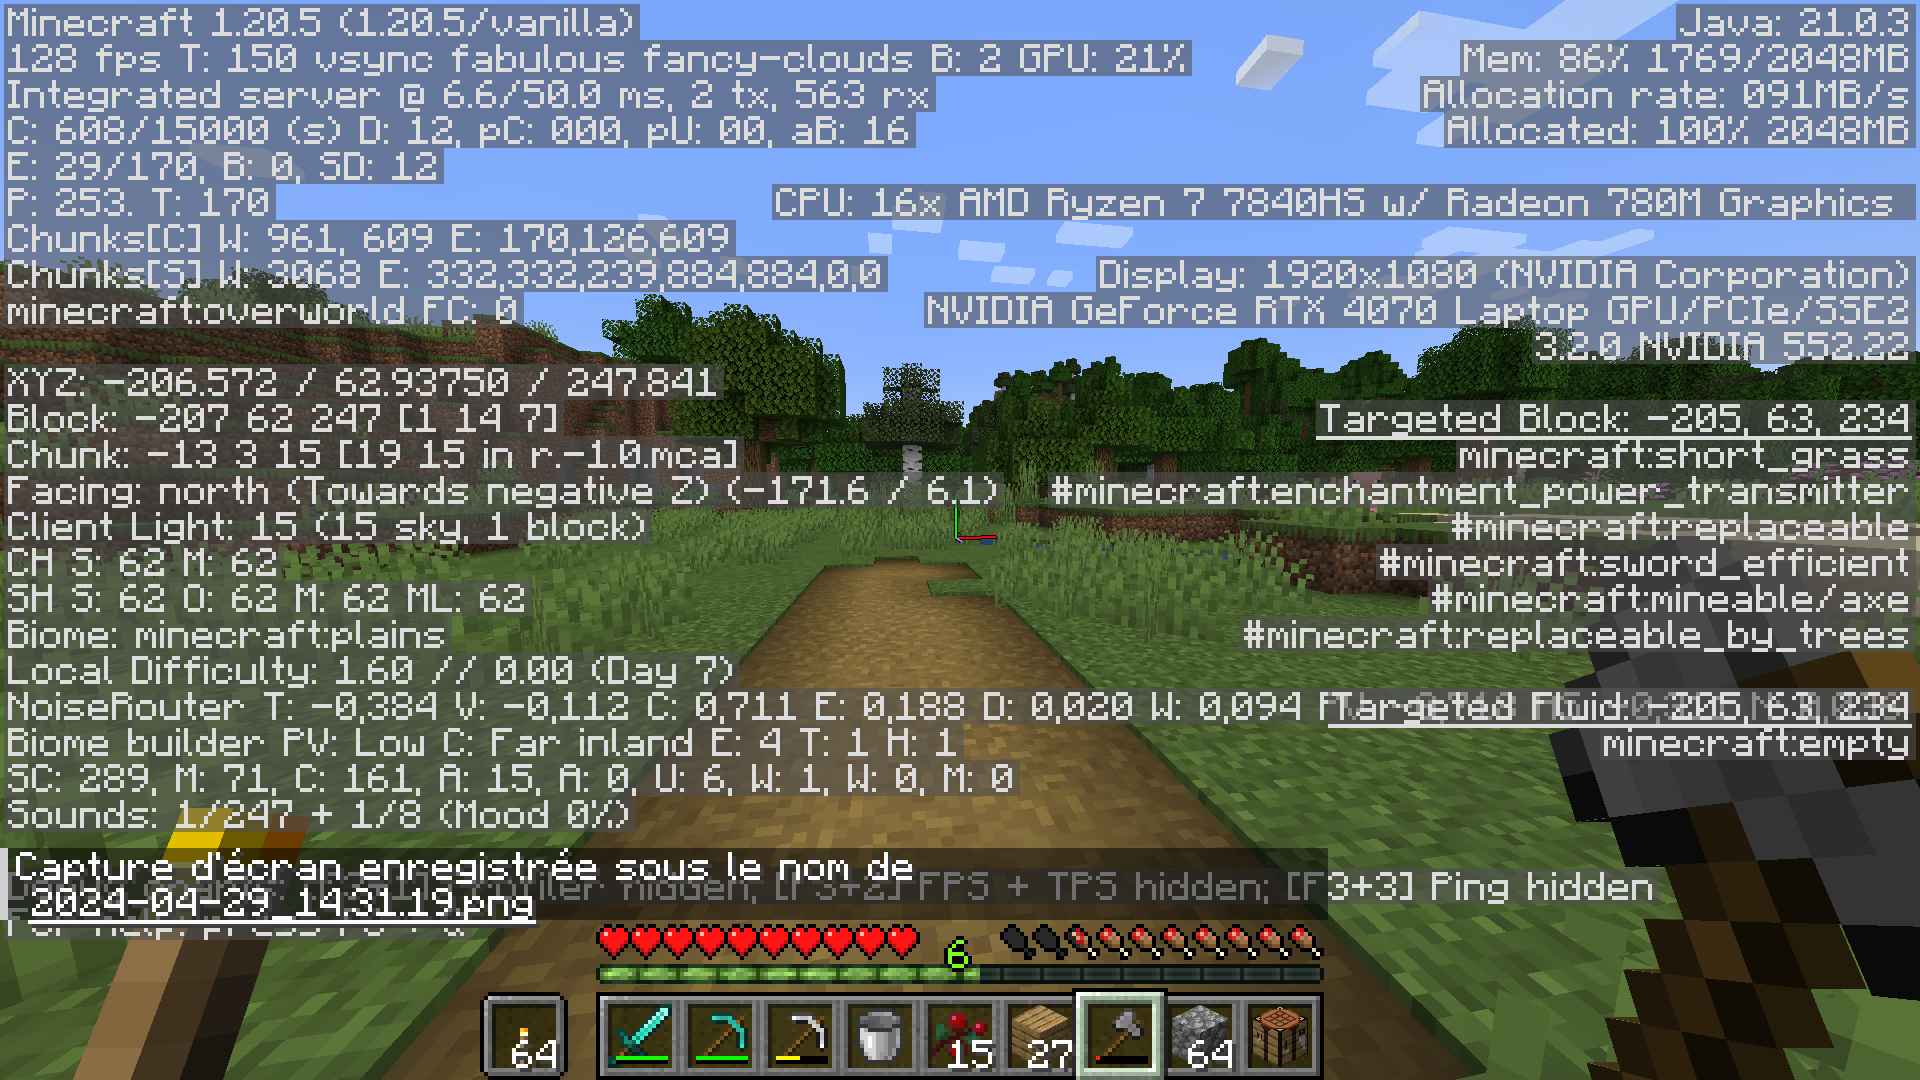 Minecraft 1.20.5 (1.20.5/vanilla)
128 fps T: 150 vsync fabulous fancy-clouds B: 2 GPU: 21%
Integrated server @ 6.6/50.0 ms, 2 tx, 563 rx
C: 608/15000 (s) D: 12, pC: 000, pU: 00, aB: 16
E: 29/170, B: 0, SD: 12
P: 253. T: 170
Chunks[C] W: 961, 609 E: 170,126,609
Chunks[S] W: 3068 E: 332,332,239,884,884,0,0
minecraft:overworld FC: 0
XYZ: -206.572 / 62.93750 / 247.841
Block: -207 62 247 [1 14 7]
Chunk: -13 3 15 [19 15 in r.-1.0.mca]
Facing: north (Towards negative Z) (-171.6 / 6.1)
Client Light: 15 (15 sky, 1 block)
CH S: 62 M: 62
SH S: 62 O: 62 M: 62 ML: 62
Biome: minecraft:plains
Local Difficulty: 1.60 // 0.00 (Day 7)
NoiseRouter T: -0,384 V: -0,112 C: 0,711 E: 0,188 D: 0,020 W: 0,094
Biome builder PV: Low C: Far inland E: 4 T: 1 H: 1
SC: 289, M: 71, C: 161, A: 15, A: 0, U: 6, W: 1, W: 0, M: 0
Sounds: 1/247 + 1/8 (Mood 0%)
Java: 21.0.3
Mem: 86% 1769/2048MB
Allocation rate: 091MB/s
Allocated: 100% 2048MB
CPU: 16x AMD Ryzen 7 7840HS w/ Radeon 780M Graphics
Display: 1920x1080 (NVIDIA Corporation)
NVIDIA GeForce RTX 4070 Laptop GPU/PCIe/SSE2
3.2.0 NVIDIA 552.22
Targeted Block: -205, 63, 234
minecraft:short_grass
#minecraft:enchantment_power_transmitter
#minecraft:replaceable
#minecraft:sword_efficient
#minecraft:mineable/axe
#minecraft:replaceable_by_trees
Targeted Fluid: -205, 63, 234
minecraft:empty
Capture d'écran enregistrée sous le nom de
2024-04-29_14.31.19.png
hidden; [F3+2] FPS + TPS hidden; [F3+3] Ping hidden
6
64
15
27
64